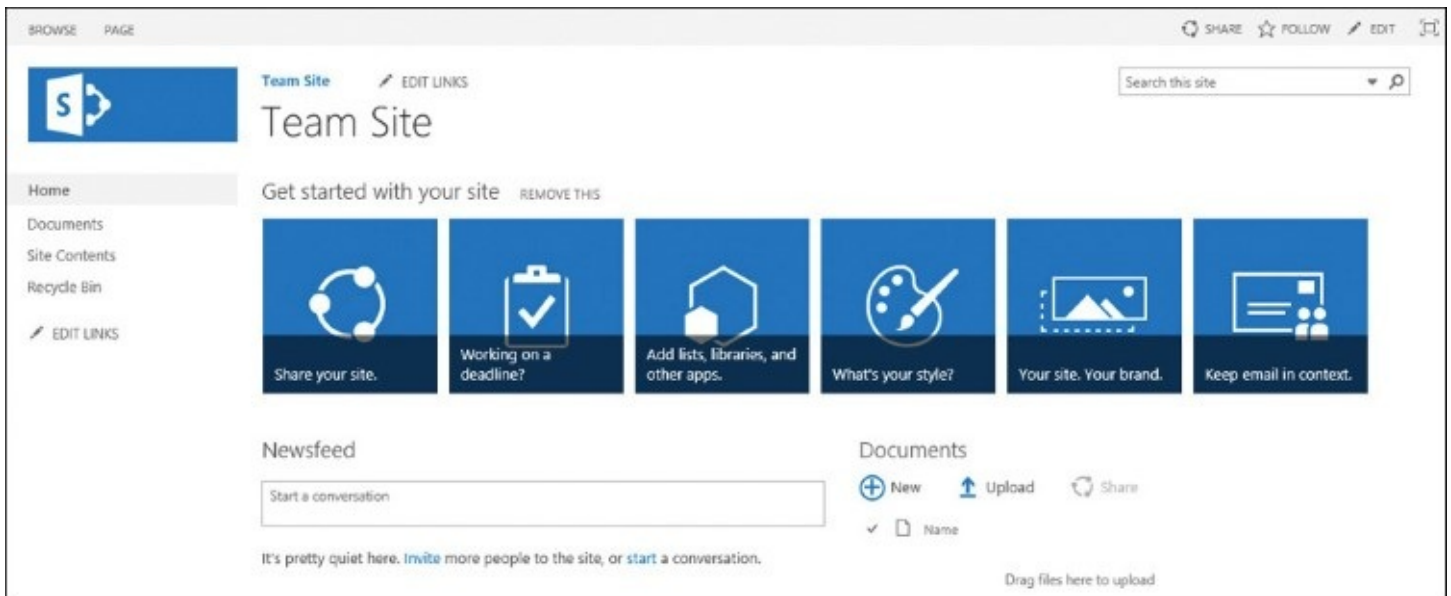 BROWSE PAGE
SHARE FOLLOW EDIT
S
Team Site EDIT LINKS
Search this site
Team Site
Home
Documents
Site Contents
Recycle Bin
EDIT LINKS
Get started with your site REMOVE THIS
Share your site.
Working on a
deadline?
Add lists, libraries, and
other apps.
What's your style?
Your site. Your brand.
Keep email in context.
Newsfeed
Start a conversation
It's pretty quiet here. Invite more people to the site, or start a conversation.
Documents
New Upload Share
Name
Drag files here to upload